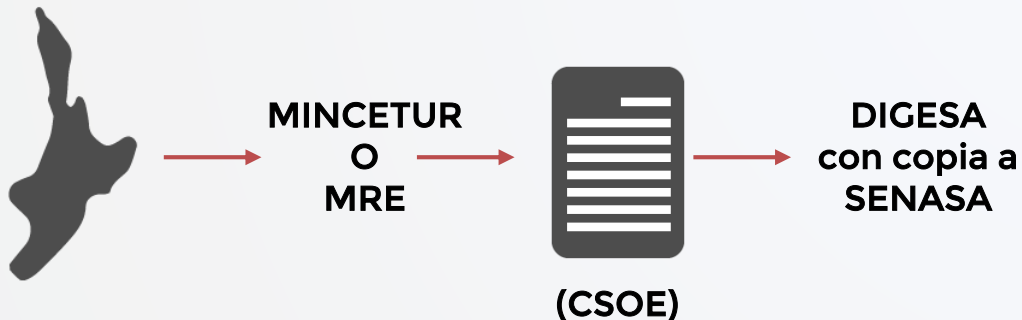 MINCETUR
O
MRE
(CSOE)
DIGESA
con copia a
SENASA